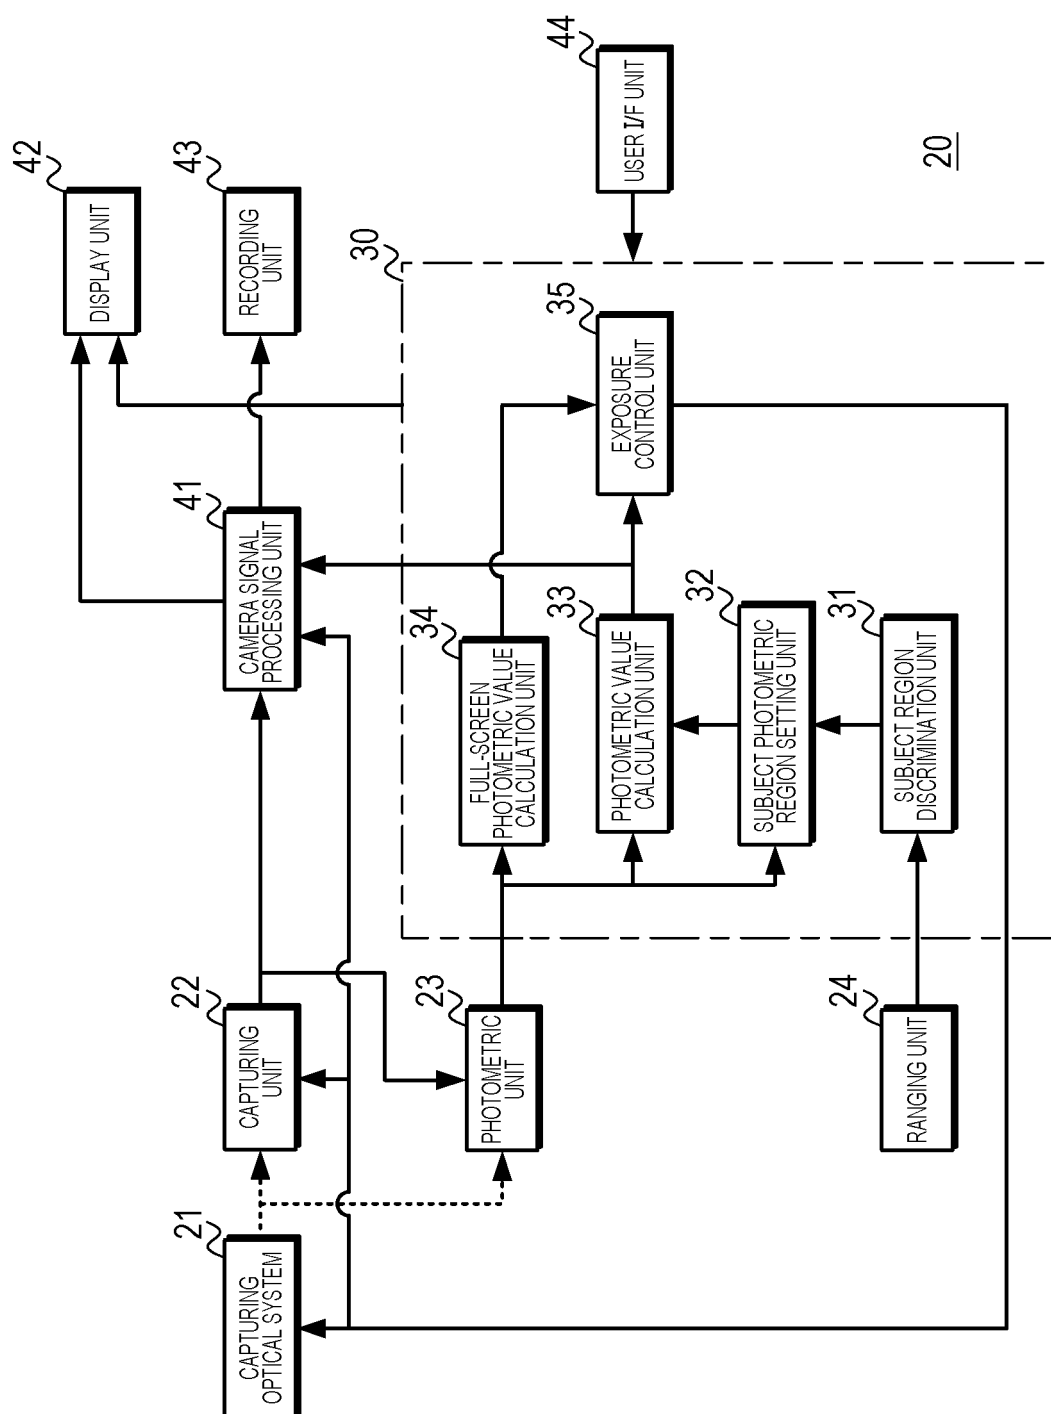 20
21
CAPTURING
OPTICAL SYSTEM
22
CAPTURING
UNIT
41
CAMERA SIGNAL
PROCESSING UNIT
42
DISPLAY UNIT
43
RECORDING
UNIT
23
PHOTOMETRIC
UNIT
30
34
FULL-SCREEN
PHOTOMETRIC VALUE
CALCULATION UNIT
33
PHOTOMETRIC VALUE
CALCULATION UNIT
35
EXPOSURE
CONTROL UNIT
44
USER I/F UNIT
32
SUBJECT PHOTOMETRIC
REGION SETTING UNIT
24
RANGING UNIT
31
SUBJECT REGION
DISCRIMINATION UNIT